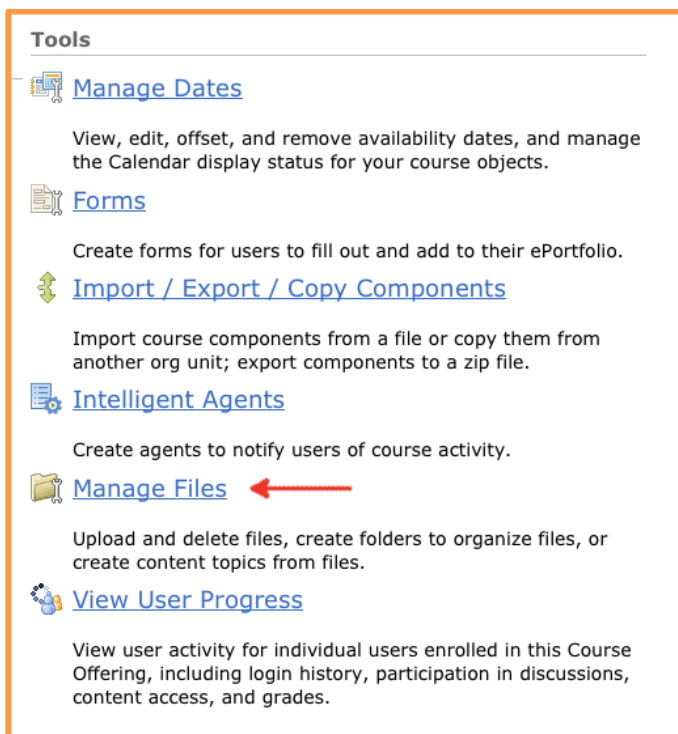 Tools
Manage Dates
View, edit, offset, and remove availability dates, and manage
the Calendar display status for your course objects.
Forms
Create forms for users to fill out and add to their ePortfolio.
Import / Export / Copy Components
Import course components from a file or copy them from
another org unit; export components to a zip file.
Intelligent Agents
Create agents to notify users of course activity.
Manage Files
Upload and delete files, create folders to organize files, or
create content topics from files.
View User Progress
View user activity for individual users enrolled in this Course
Offering, including login history, participation in discussions,
content access, and grades.